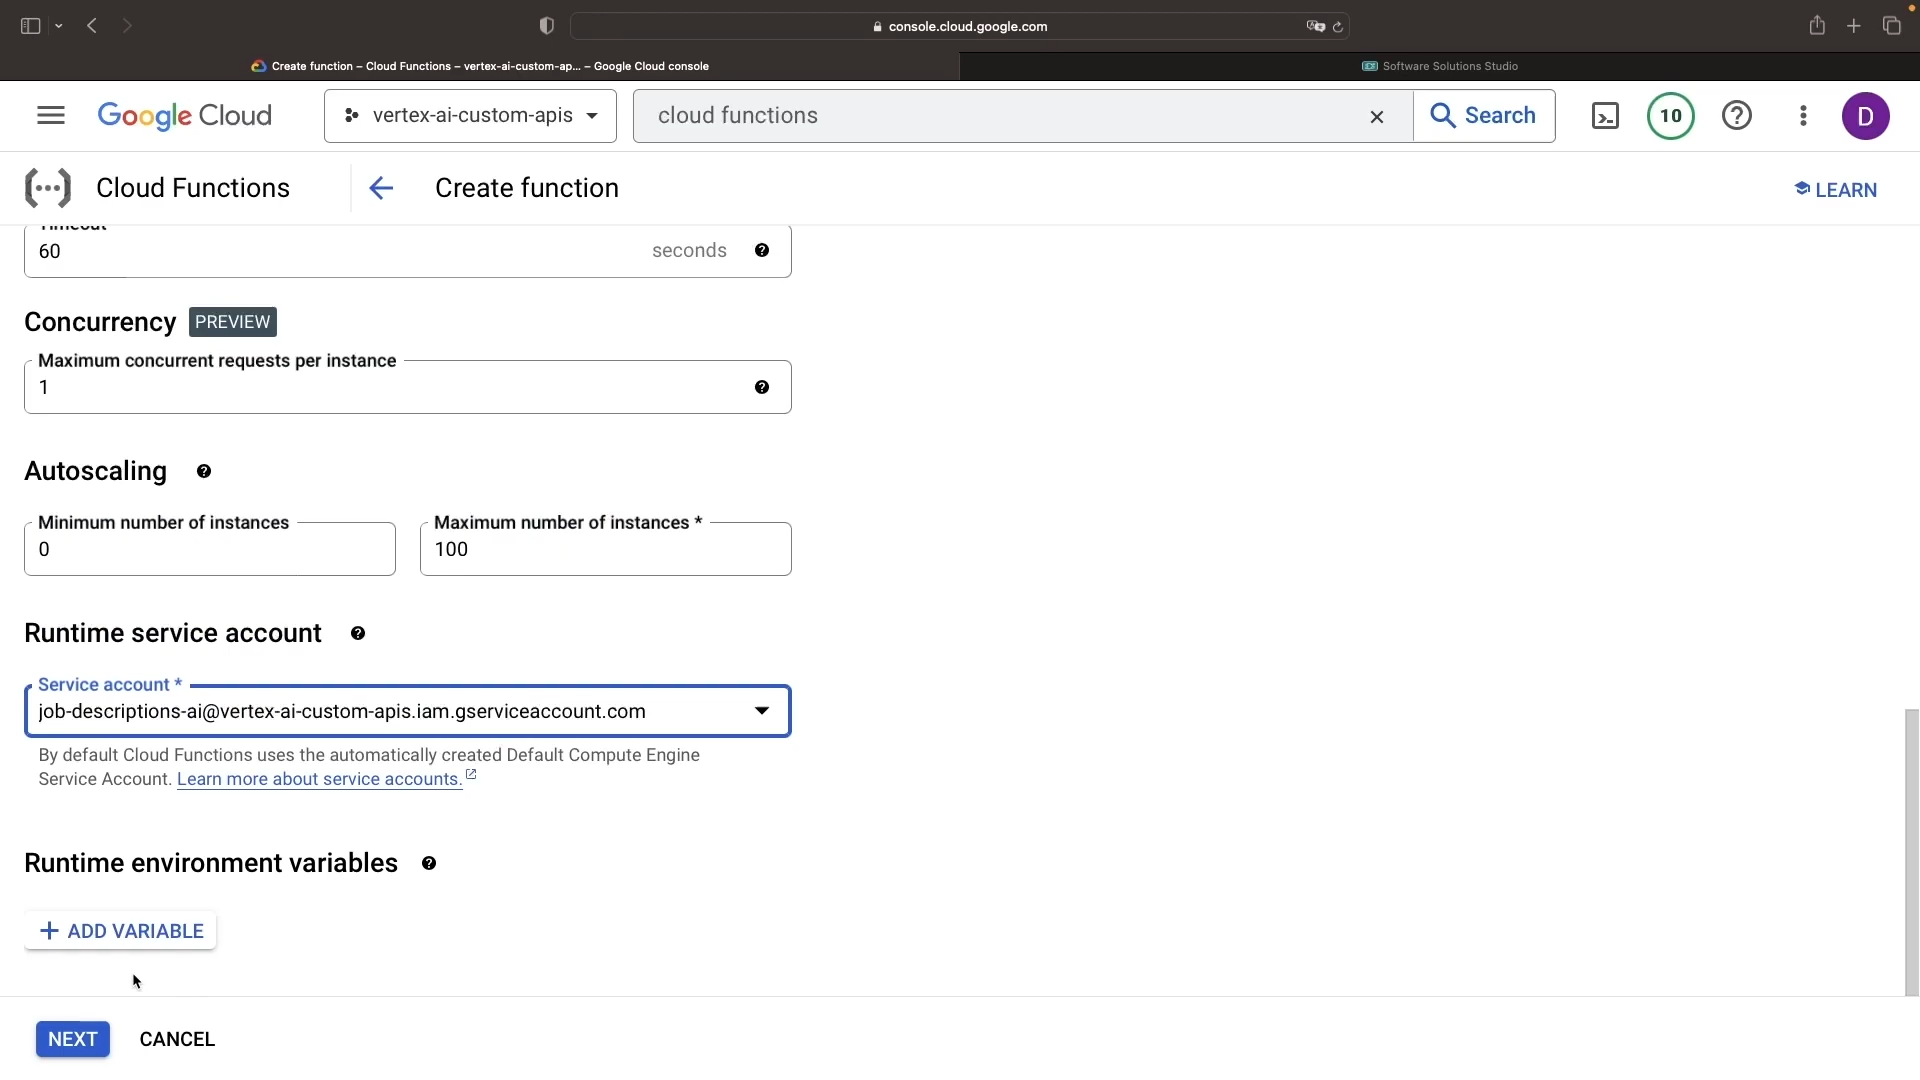 console.cloud.google.com
Create function – Cloud Functions – vertex-ai-custom-ap... – Google Cloud console
Software Solutions Studio
Google Cloud
vertex-ai-custom-apis
cloud functions
Search
10
D
Cloud Functions
Create function
LEARN
Timeout
60
seconds
Concurrency PREVIEW
Maximum concurrent requests per instance
1
Autoscaling
Minimum number of instances
0
Maximum number of instances *
100
Runtime service account
Service account *
job-descriptions-ai@vertex-ai-custom-apis.iam.gserviceaccount.com
By default Cloud Functions uses the automatically created Default Compute Engine
Service Account. Learn more about service accounts.
Runtime environment variables
ADD VARIABLE
NEXT
CANCEL